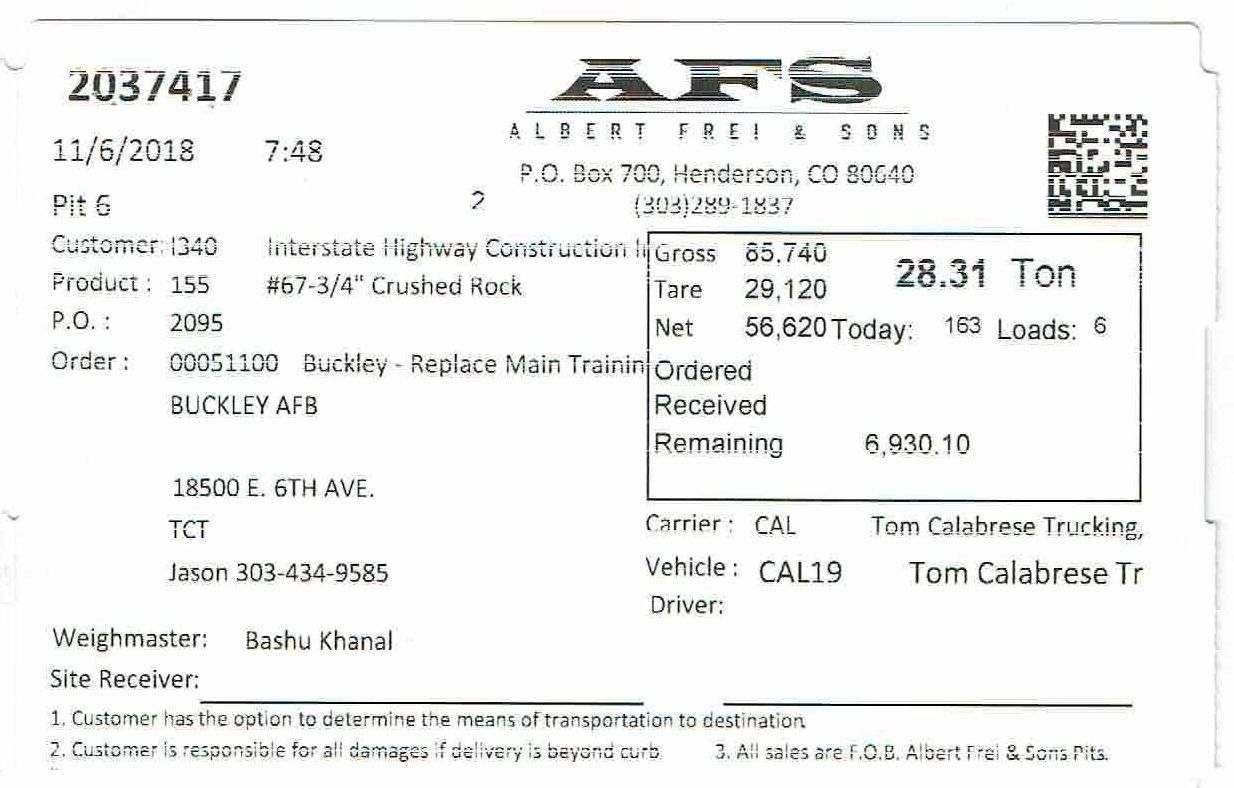 2037417
AFS
ALBERT FREI & SONS
11/6/2018 7:48
P.O. Box 700, Henderson, CO 80640
Pit 6 2 (303)289-1837
Customer: I340 Interstate Highway Construction I
Gross 85,740 28.31 Ton
Product : 155 #67-3/4" Crushed Rock
Tare 29,120
P.O. : 2095
Net 56,620 Today: 163 Loads: 6
Order : 00051100 Buckley - Replace Main Trainin
Ordered
BUCKLEY AFB
Received
Remaining 6,930.10
18500 E. 6TH AVE.
TCT
Carrier : CAL Tom Calabrese Trucking,
Jason 303-434-9585
Vehicle : CAL19 Tom Calabrese Tr
Driver:
Weighmaster: Bashu Khanal
Site Receiver:
1. Customer has the option to determine the means of transportation to destination
2. Customer is responsible for all damages if delivery is beyond curb 3. All sales are F.O.B. Albert Frei & Sons Pits.